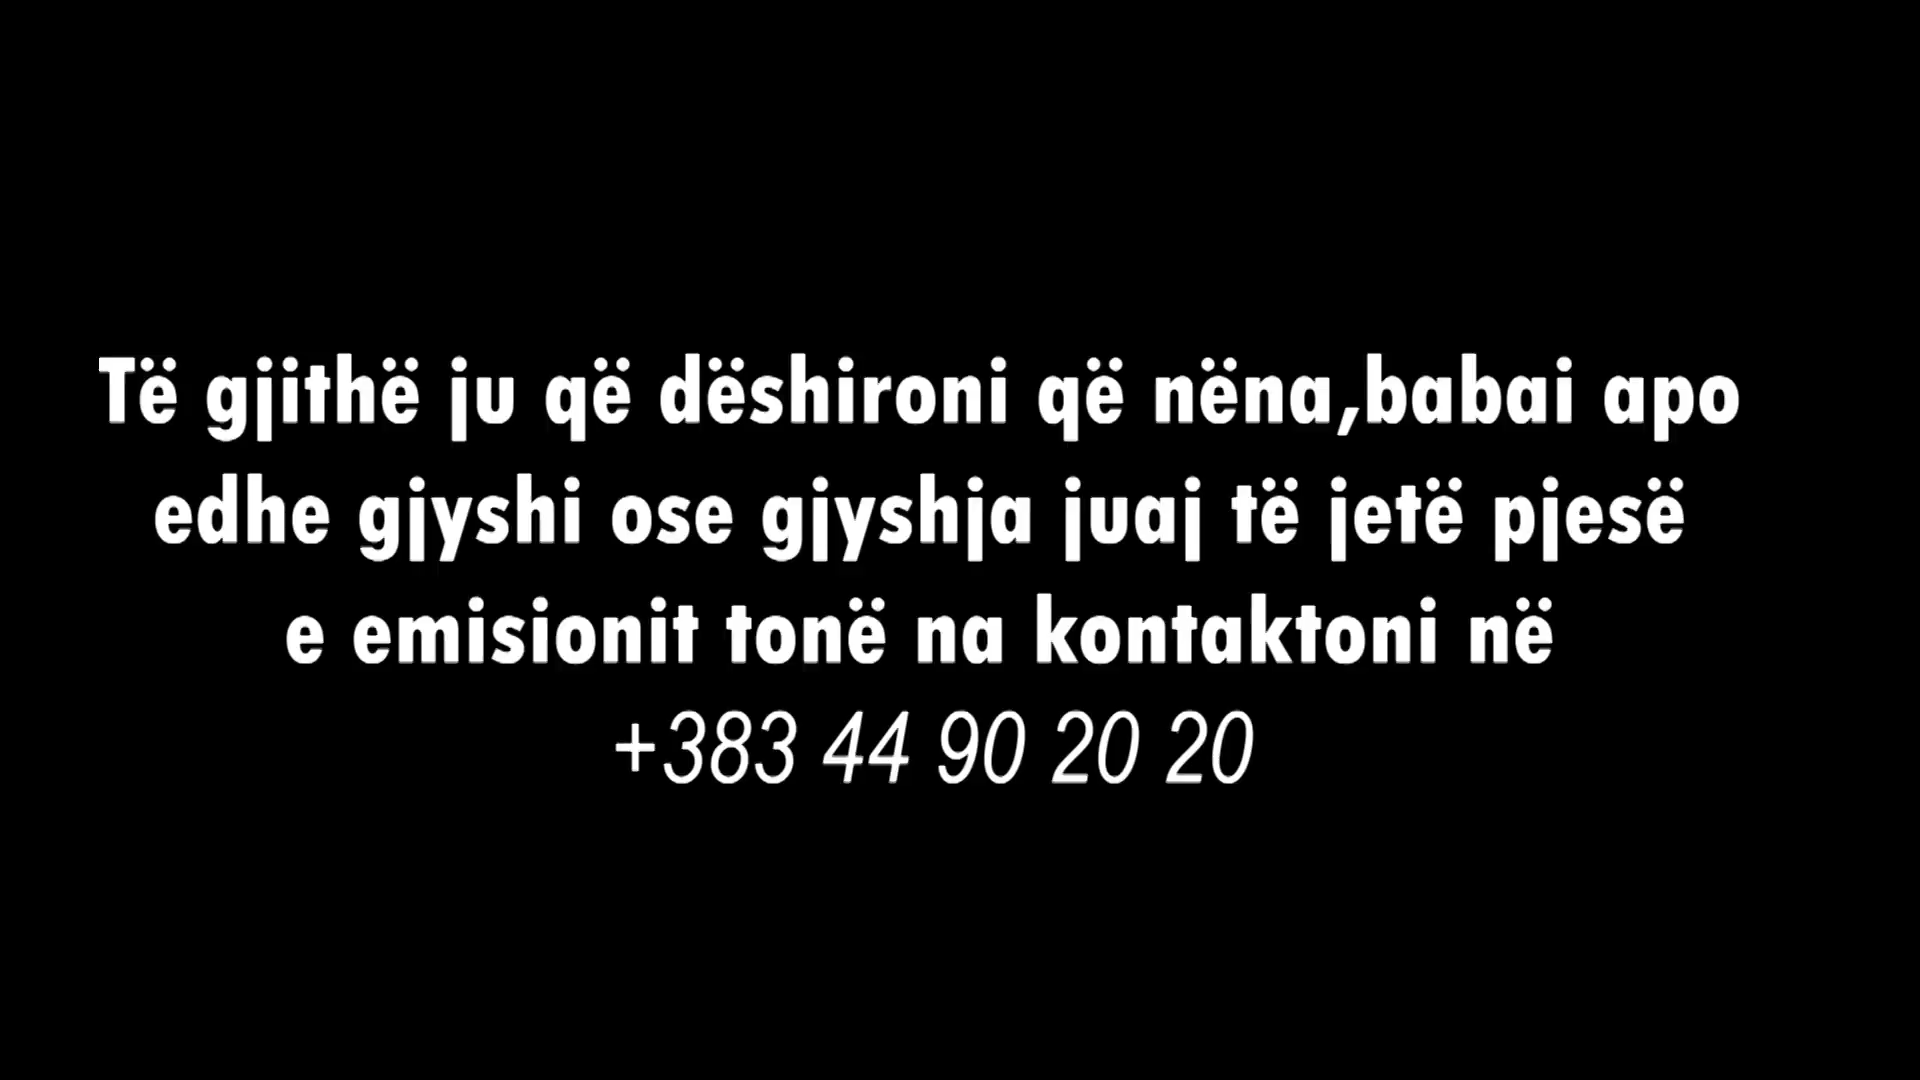 Të gjithë ju që dëshironi që nëna,babai apo
edhe gjyshi ose gjyshja juaj të jetë pjesë
e emisionit tonë na kontaktoni në
+383 44 90 20 20